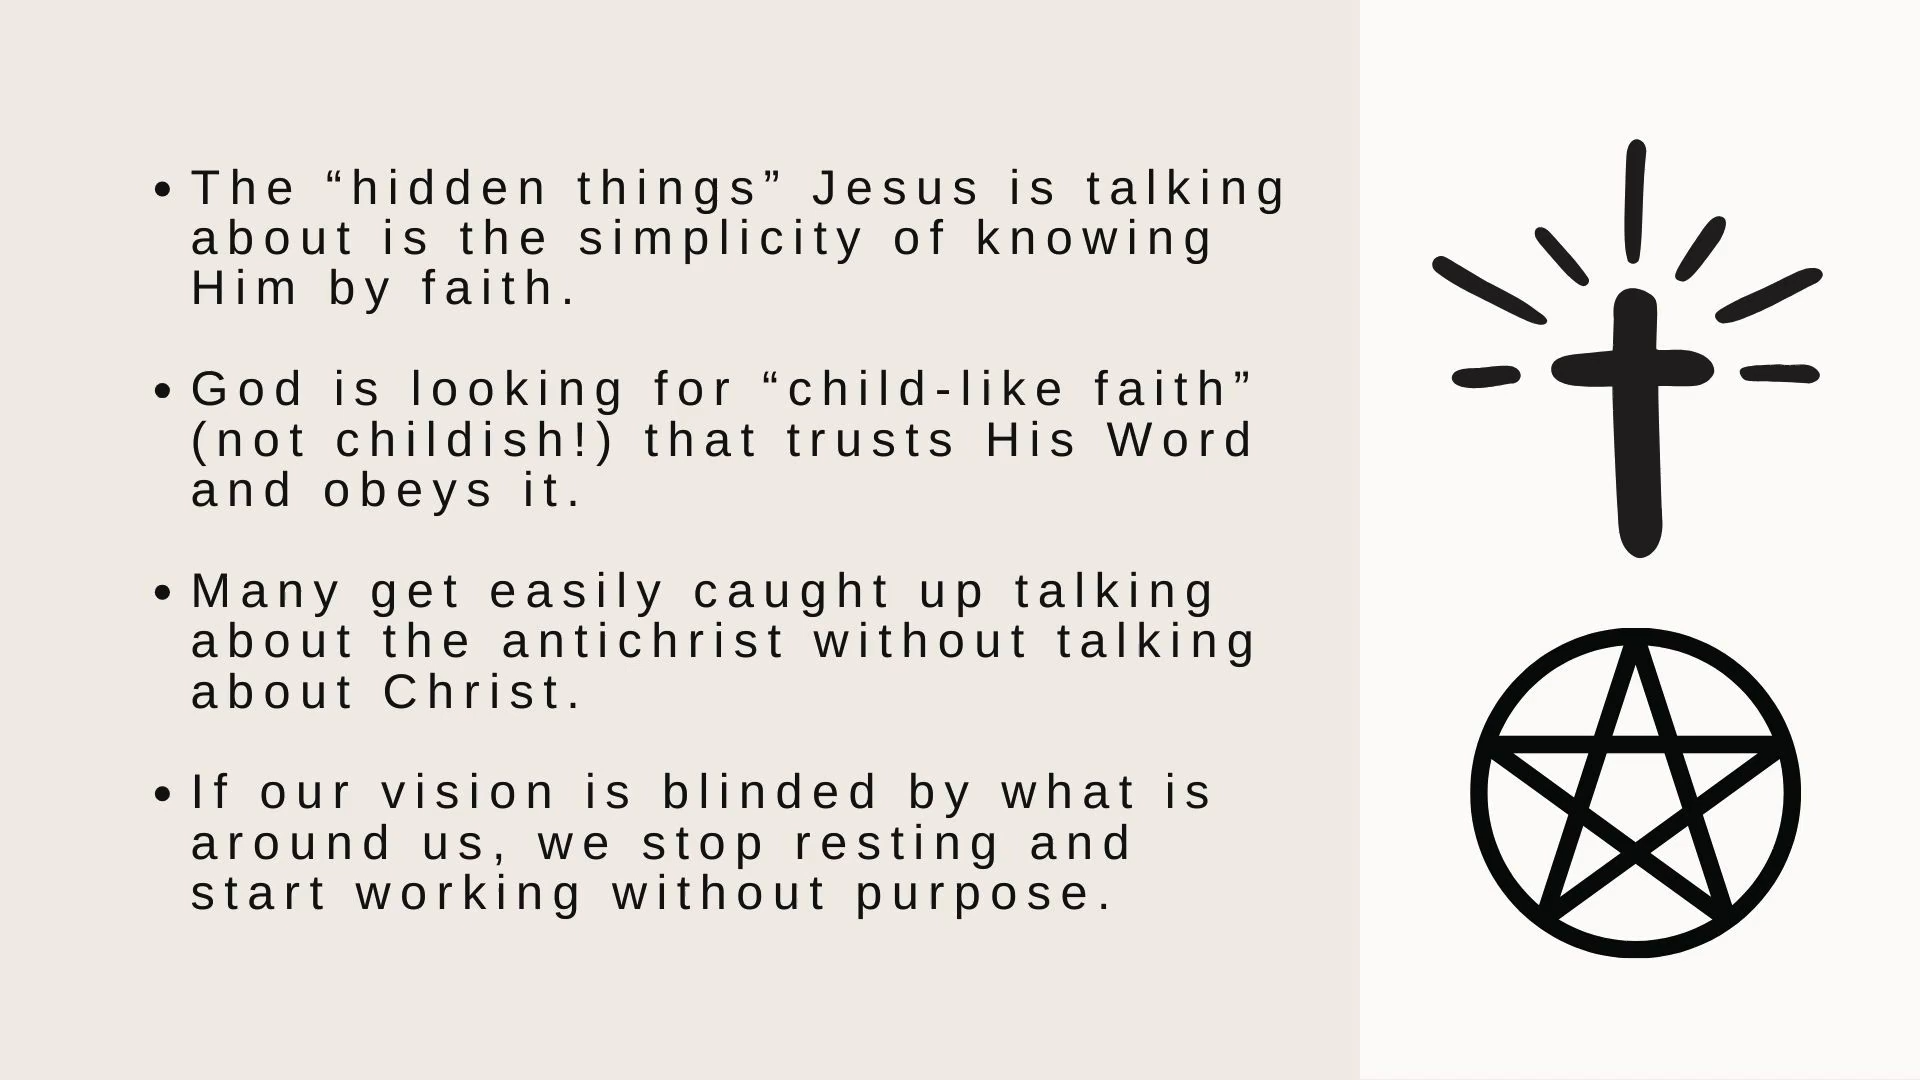 • The “hidden things” Jesus is talking
about is the simplicity of knowing
Him by faith.
• God is looking for “child-like faith”
(not childish!) that trusts His Word
and obeys it.
• Many get easily caught up talking
about the antichrist without talking
about Christ.
• If our vision is blinded by what is
around us, we stop resting and
start working without purpose.